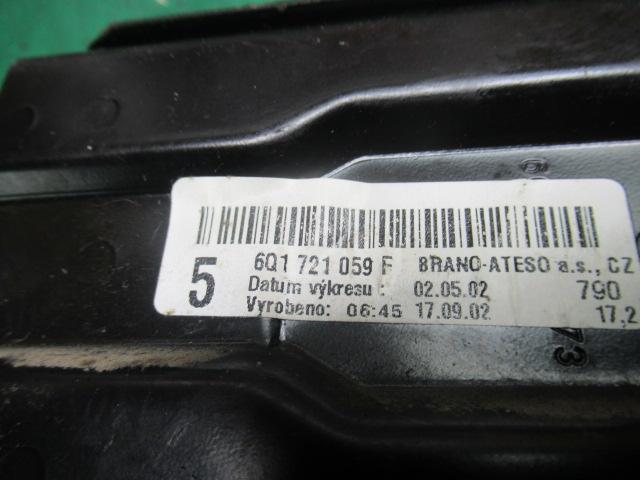 5
6Q1 721 059 F BRANO-ATESO a.s., CZ
Datum výkresu : 02.05.02 790
Vyrobeno: 06:45 17.09.02 17,2